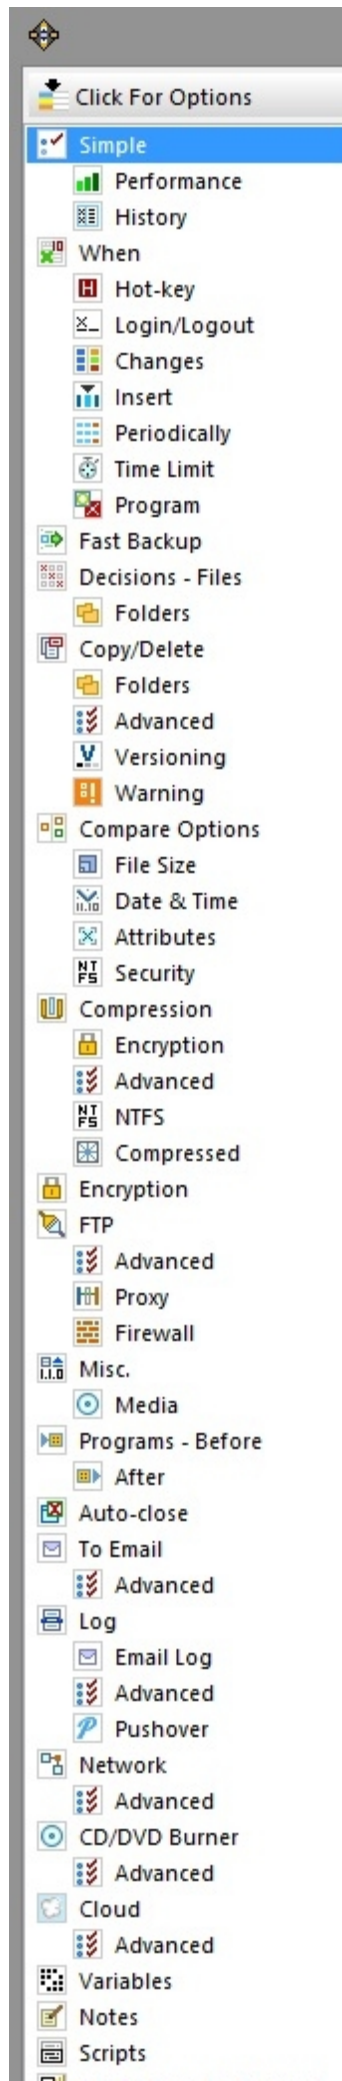 Click For Options
Simple
Performance
History
When
Hot-key
Login/Logout
Changes
Insert
Periodically
Time Limit
Program
Fast Backup
Decisions - Files
Folders
Copy/Delete
Folders
Advanced
Versioning
Warning
Compare Options
File Size
Date & Time
Attributes
Security
Compression
Encryption
Advanced
NTFS
Compressed
Encryption
FTP
Advanced
Proxy
Firewall
Misc.
Media
Programs - Before
After
Auto-close
To Email
Advanced
Log
Email Log
Advanced
Pushover
Network
Advanced
CD/DVD Burner
Advanced
Cloud
Advanced
Variables
Notes
Scripts